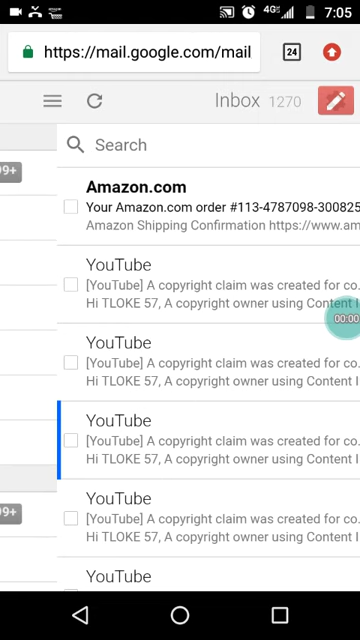 4G 7:05
https://mail.google.com/mail 24
Inbox 1270
99+
Search
Amazon.com
Your Amazon.com order #113-4787098-300825
Amazon Shipping Confirmation https://www.am
YouTube
[YouTube] A copyright claim was created for co.
Hi TLOKE 57, A copyright owner using Content I
00:00
YouTube
[YouTube] A copyright claim was created for co.
Hi TLOKE 57, A copyright owner using Content I
YouTube
[YouTube] A copyright claim was created for co.
Hi TLOKE 57, A copyright owner using Content I
YouTube
99+
[YouTube] A copyright claim was created for co.
Hi TLOKE 57, A copyright owner using Content I
YouTube